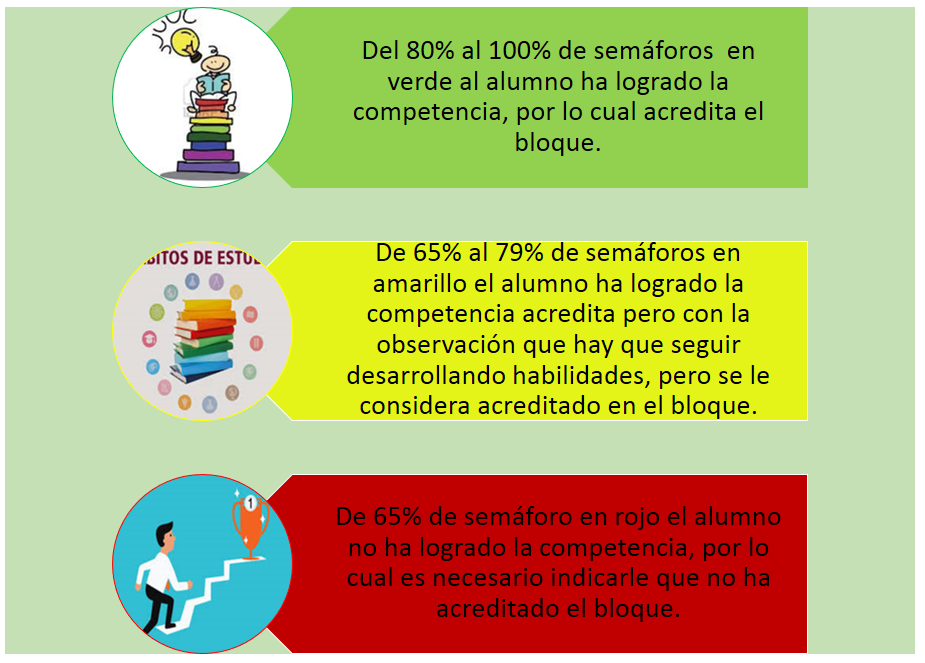 Del 80% al 100% de semáforos en
verde al alumno ha logrado la
competencia, por lo cual acredita el
bloque.
DE
De 65% al 79% de semáforos en
amarillo el alumno ha logrado la
competencia acredita pero con la
observación que hay que seguir
desarrollando habilidades, pero se le
considera acreditado en el bloque.
1
De 65% de semáforo en rojo el alumno
no ha logrado la competencia, por lo
cual es necesario indicarle que no ha
acreditado el bloque.